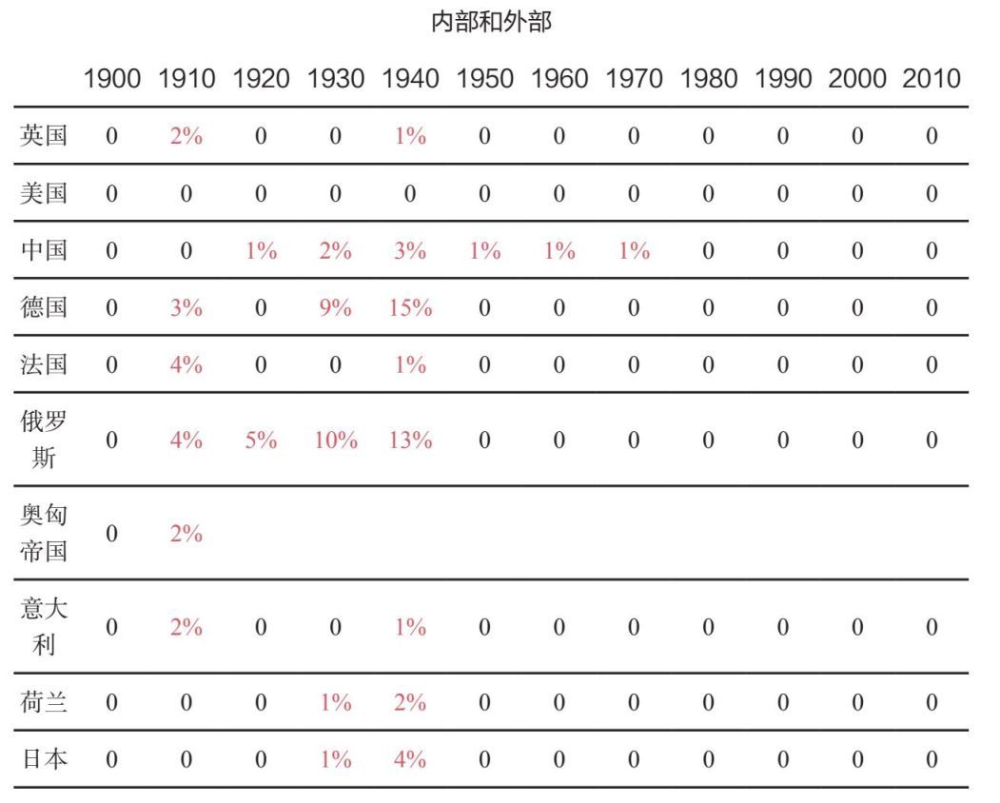 内部和外部
1900 1910 1920 1930 1940 1950 1960 1970 1980 1990 2000 2010
英国 0 2% 0 0 1% 0 0 0 0 0 0 0
美国 0 0 0 0 0 0 0 0 0 0 0 0
中国 0 0 1% 2% 3% 1% 1% 1% 0 0 0 0
德国 0 3% 0 9% 15% 0 0 0 0 0 0 0
法国 0 4% 0 0 1% 0 0 0 0 0 0 0
俄罗
斯 0 4% 5% 10% 13% 0 0 0 0 0 0 0
奥匈
帝国 0 2%
意大
利 0 2% 0 0 1% 0 0 0 0 0 0 0
荷兰 0 0 0 1% 2% 0 0 0 0 0 0 0
日本 0 0 0 1% 4% 0 0 0 0 0 0 0